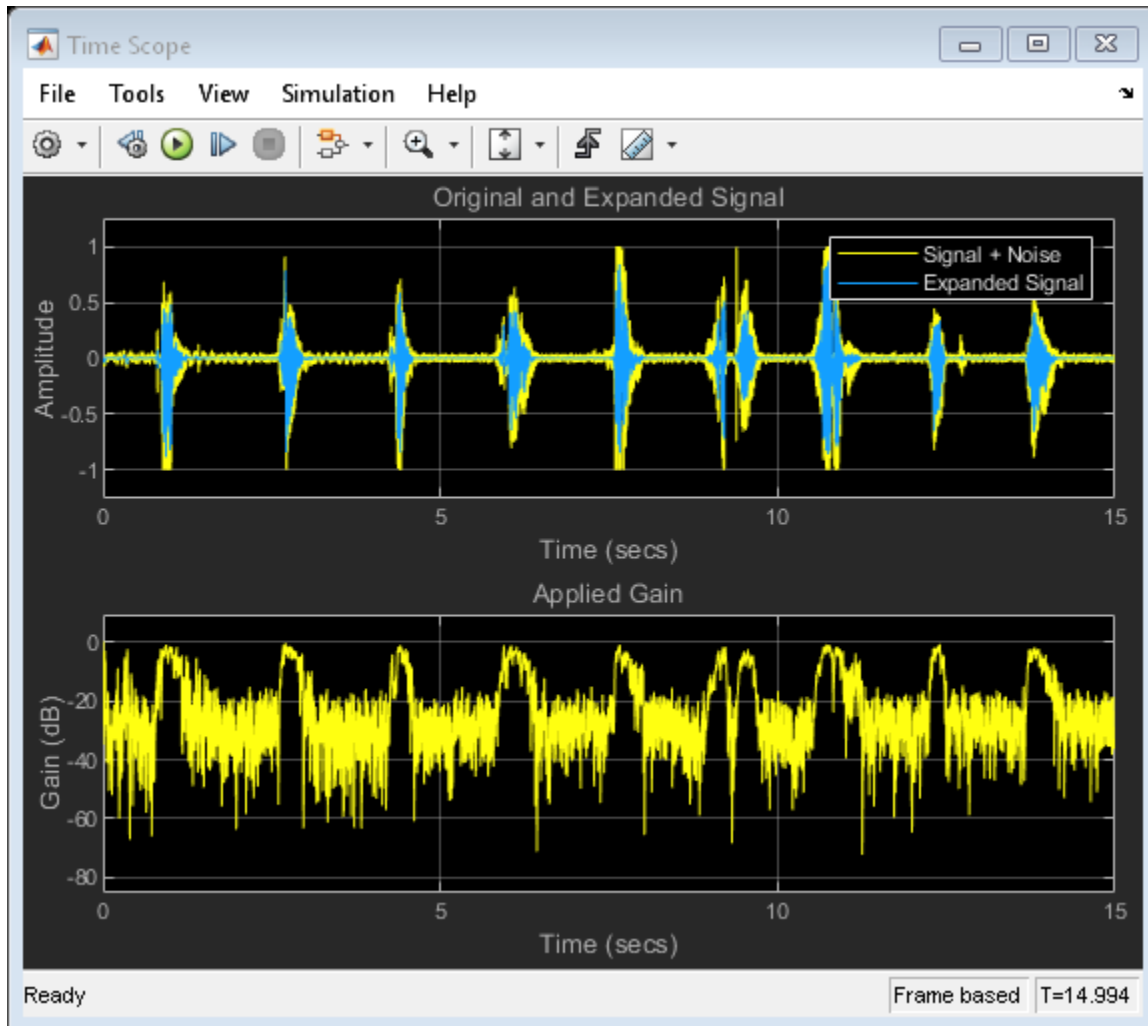 Time Scope
File Tools View Simulation Help
Original and Expanded Signal
Signal + Noise
Expanded Signal
Amplitude
1
0.5
0
-0.5
-1
0 5 10 15
Time (secs)
Applied Gain
Gain (dB)
0
-20
-40
-60
-80
0 5 10 15
Time (secs)
Ready Frame based T=14.994